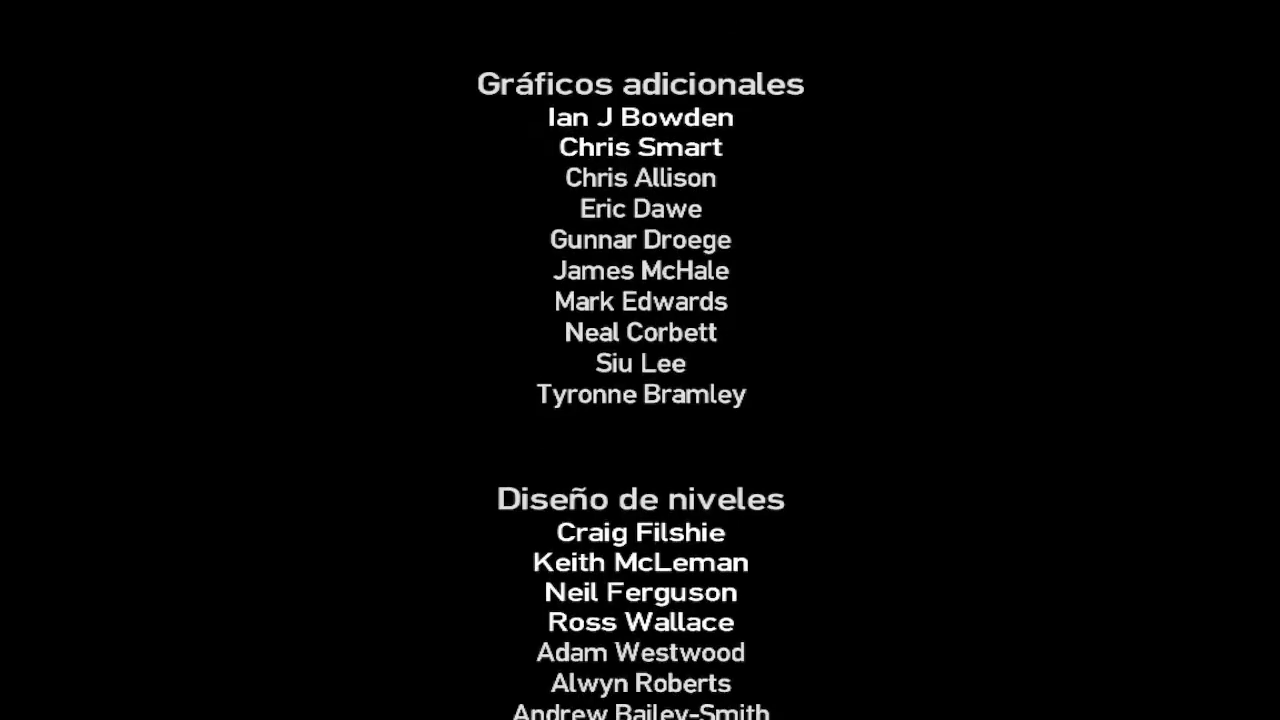 Gráficos adicionales
Ian J Bowden
Chris Smart
Chris Allison
Eric Dawe
Gunnar Droege
James McHale
Mark Edwards
Neal Corbett
Siu Lee
Tyronne Bramley
Diseño de niveles
Craig Filshie
Keith McLeman
Neil Ferguson
Ross Wallace
Adam Westwood
Alwyn Roberts
Andrew Bailey-Smith